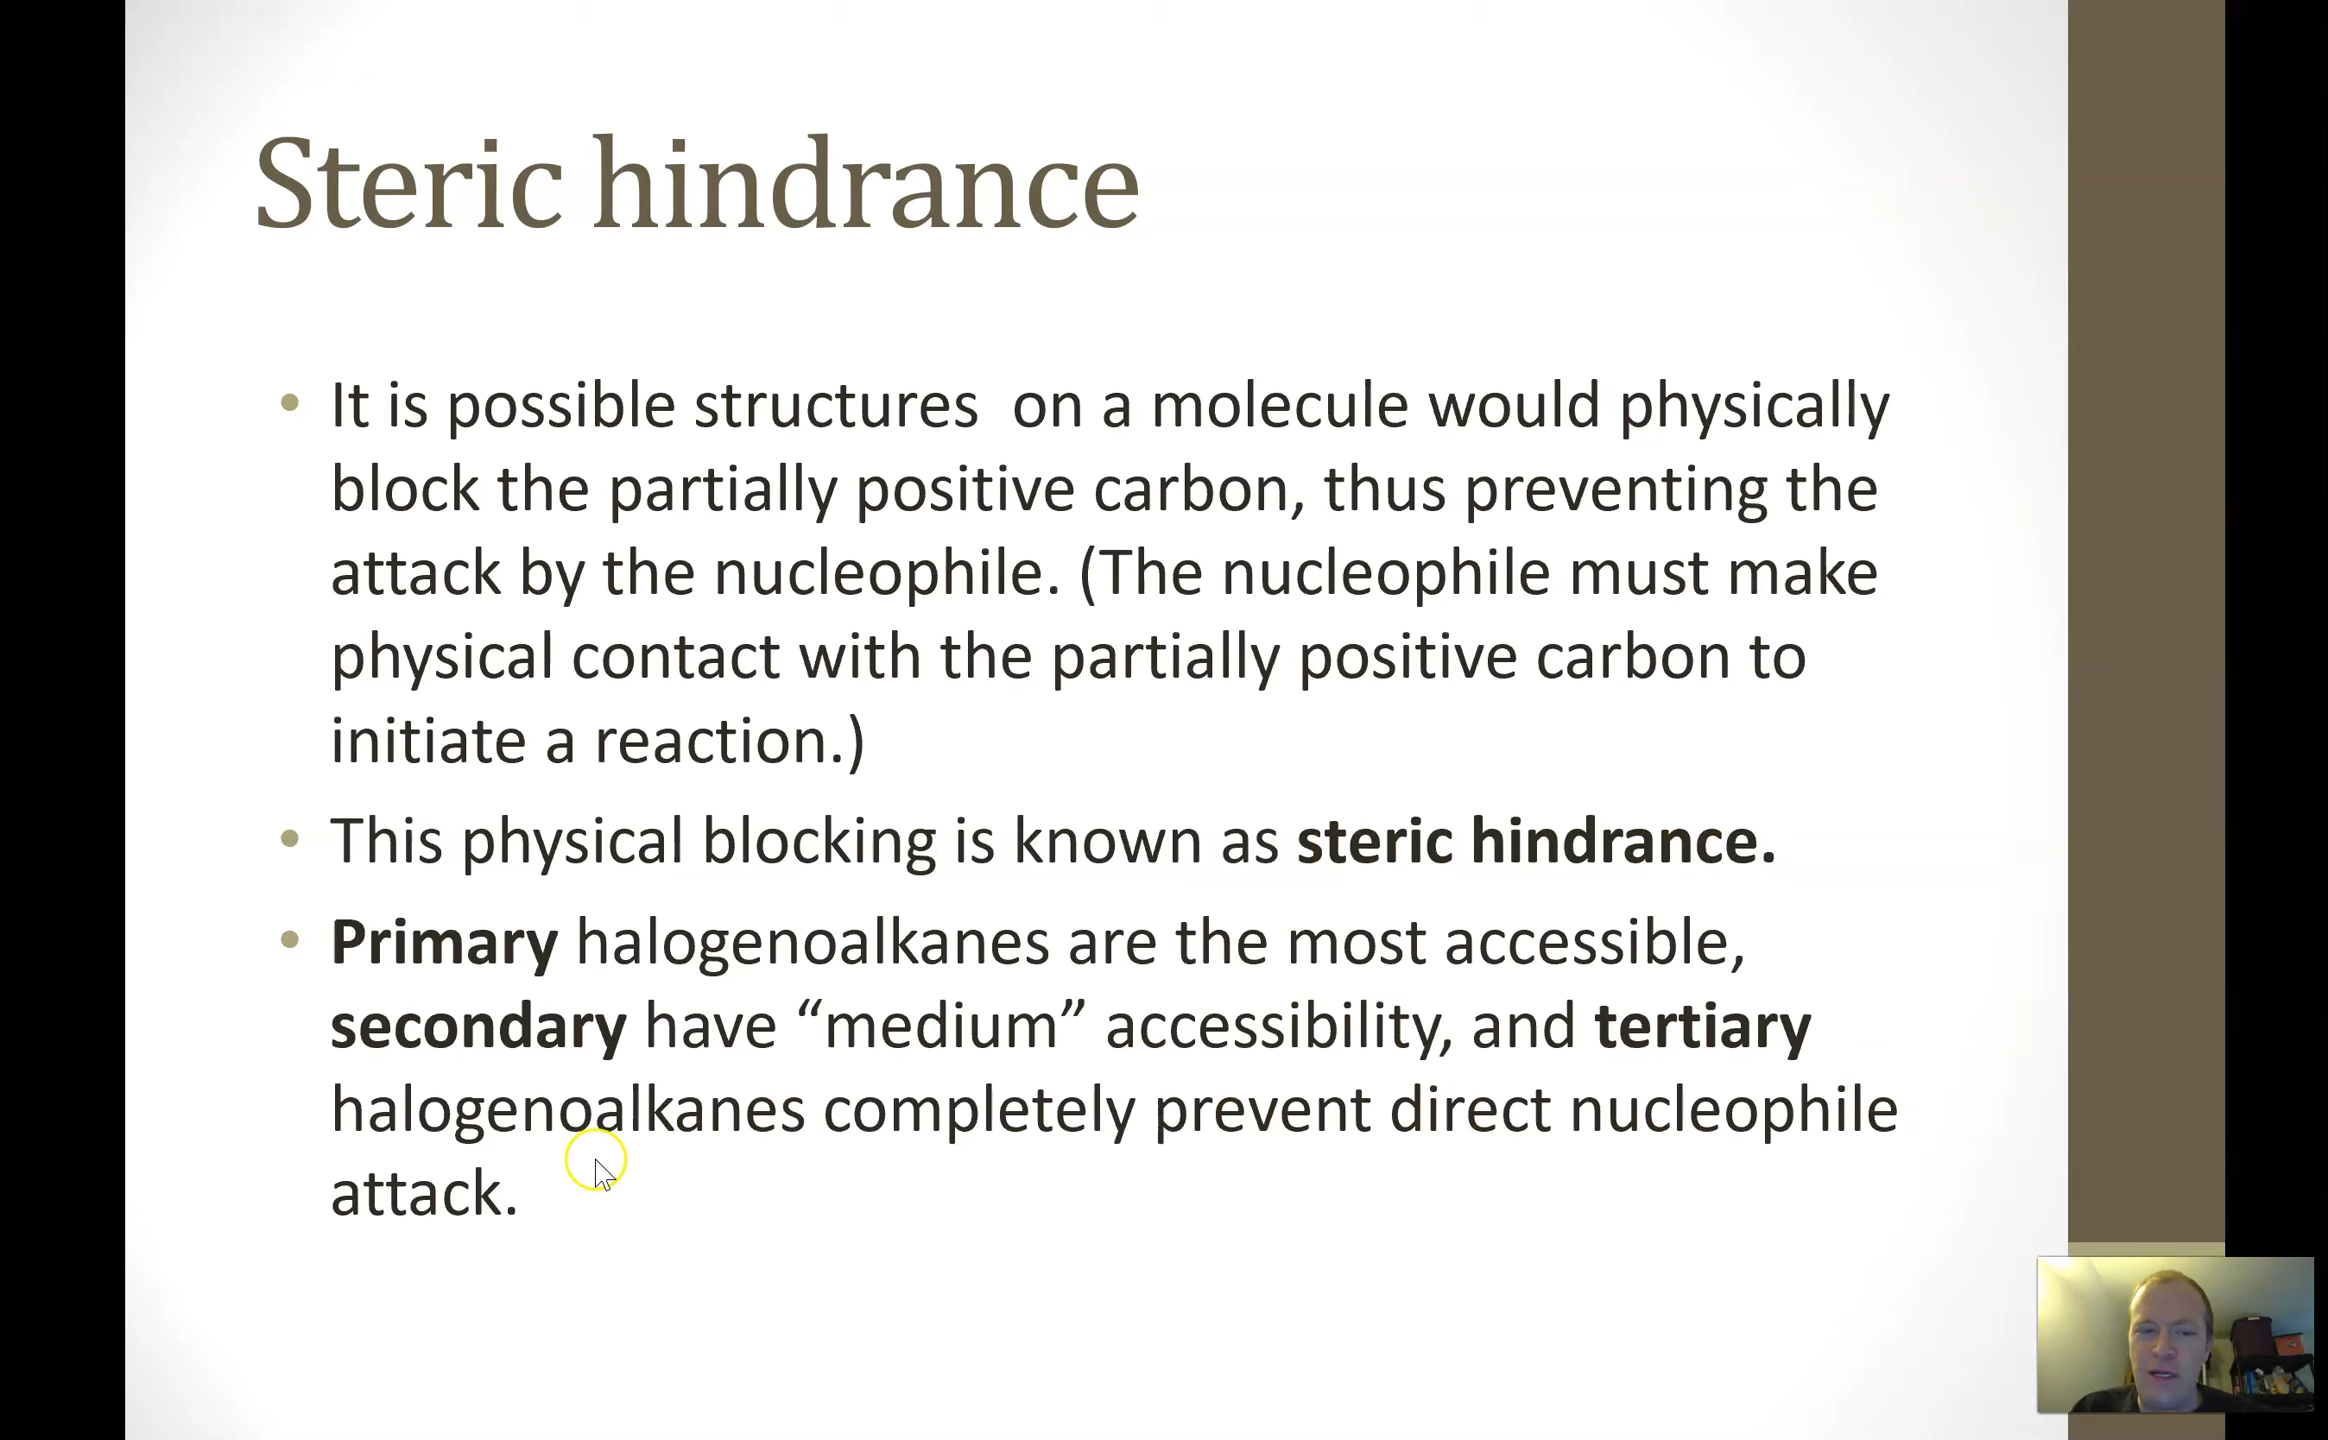 Steric hindrance
• It is possible structures  on a molecule would physically
block the partially positive carbon, thus preventing the
attack by the nucleophile. (The nucleophile must make
physical contact with the partially positive carbon to
initiate a reaction.)
• This physical blocking is known as steric hindrance.
• Primary halogenoalkanes are the most accessible,
secondary have “medium” accessibility, and tertiary
halogenoalkanes completely prevent direct nucleophile
attack.